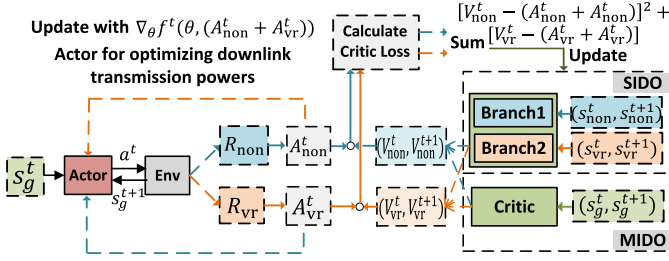 Update with ∇_θ f^t(θ, (A^t_non + A^t_vr))
Actor for optimizing downlink
transmission powers
Calculate
Critic Loss
Sum
[V^t_non − (A^t_non + A^t_non)]^2 +
[V^t_vr − (A^t_vr + A^t_vr)]
Update
SIDO
Branch1
(s^t_non, s^{t+1}_non)
Branch2
(s^t_vr, s^{t+1}_vr)
R_non
A^t_non
(V^t_non, V^{t+1}_non)
s^t_g
Actor
a^t
s^{t+1}_g
Env
R_vr
A^t_vr
(V^t_vr, V^{t+1}_vr)
Critic
(s^t_g, s^{t+1}_g)
MIDO